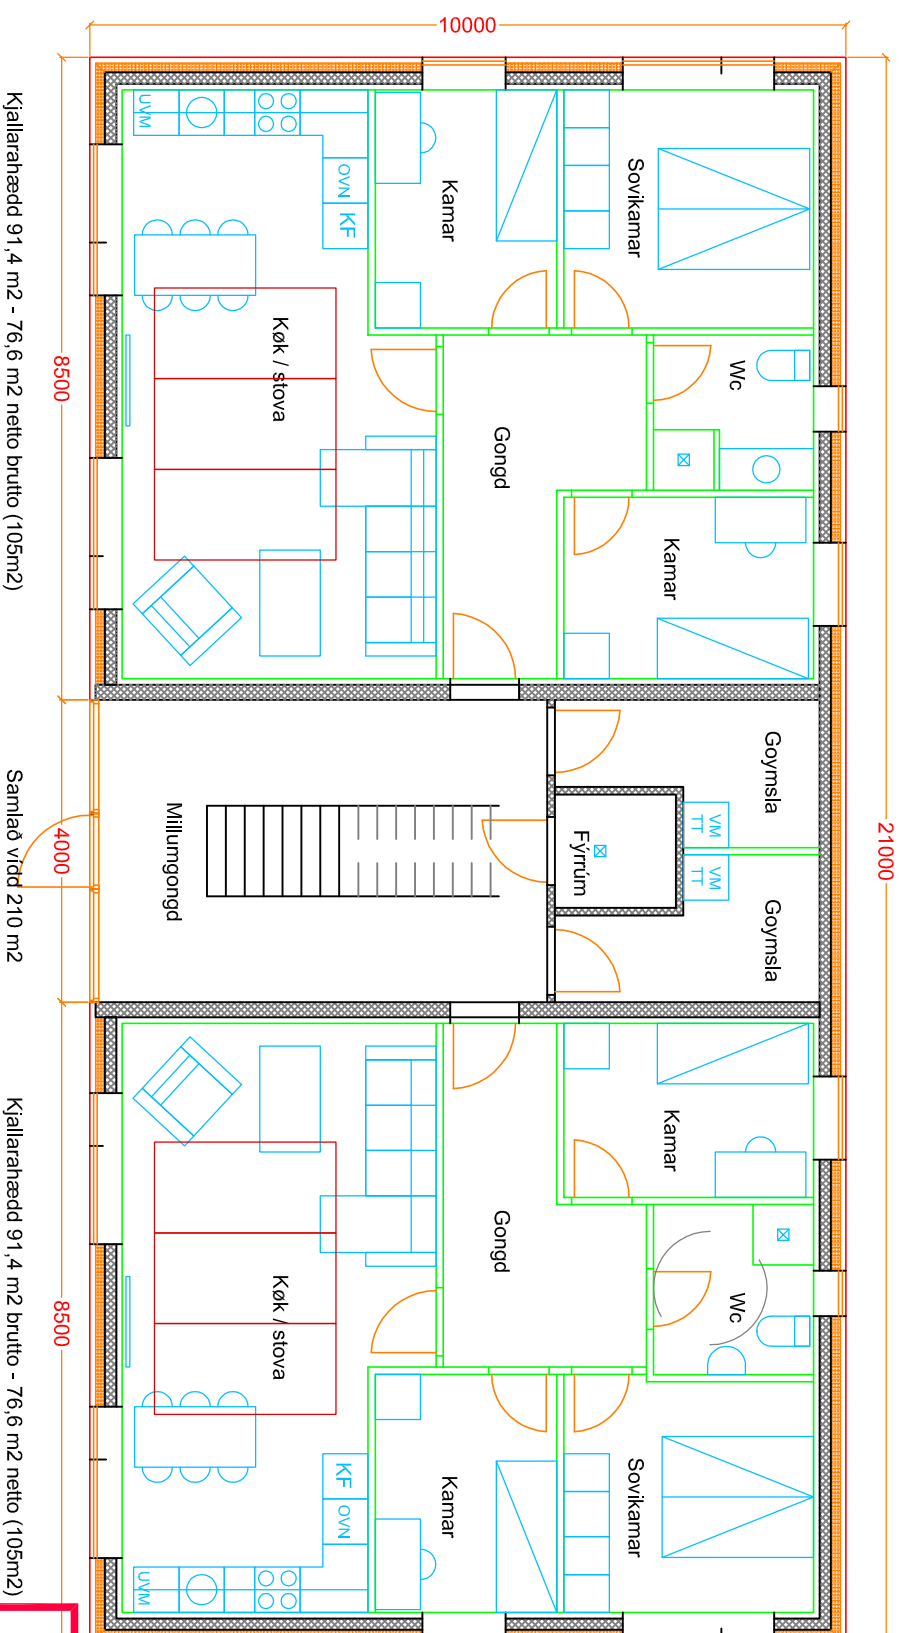 10000
21000
8500
4000
8500
UVM
OVN
KF
Kamar
Sovikamar
Køk / stova
Wc
Gongd
Kamar
Goymsla
VM
TT
Fýrrúm
VM
TT
Goymsla
Millumgongd
Kamar
Gongd
Wc
Køk / stova
Kamar
Sovikamar
KF
OVN
UVM
Kjallarahædd 91,4 m2 - 76,6 m2 netto brutto (105m2)
Samlað vidd 210 m2
Kjallarahædd 91,4 m2 brutto - 76,6 m2 netto (105m2)